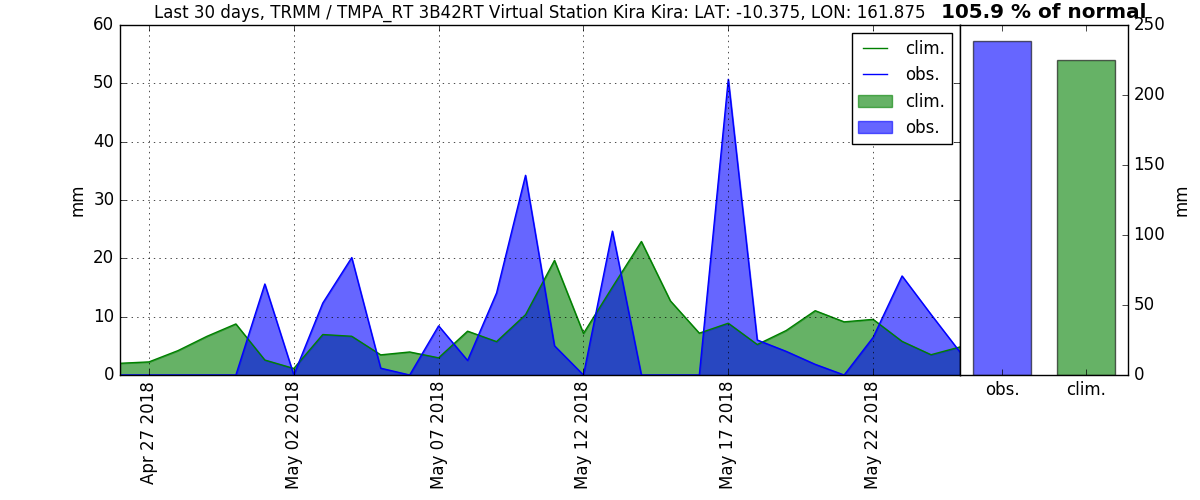 Last 30 days, TRMM / TMPA_RT 3B42RT Virtual Station Kira Kira: LAT: -10.375, LON: 161.875
105.9 % of normal
60
50
40
30
20
10
0
mm
clim.
obs.
clim.
obs.
Apr 27 2018
May 02 2018
May 07 2018
May 12 2018
May 17 2018
May 22 2018
250
200
150
100
50
0
mm
obs.
clim.